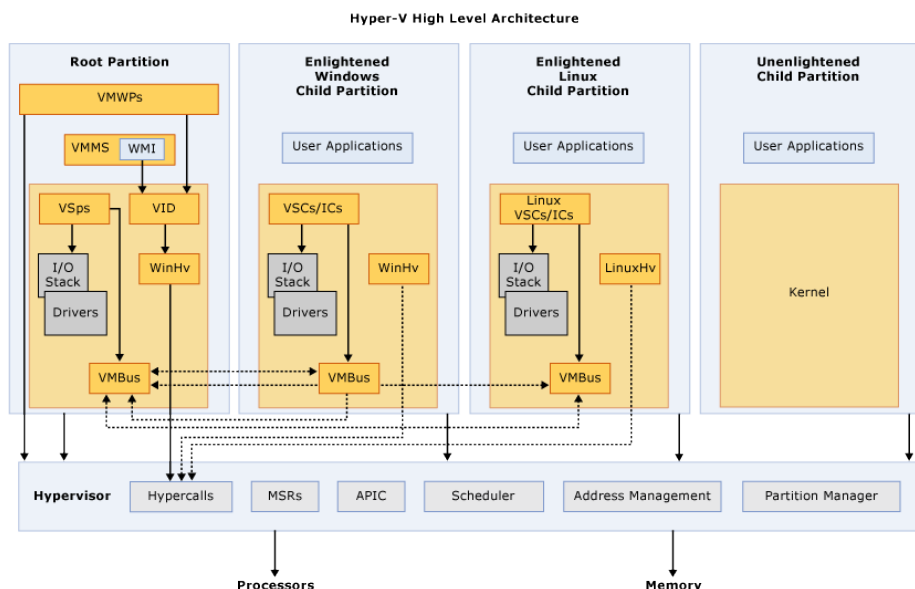 Hyper-V High Level Architecture
Root Partition
VMWPs
VMMS
WMI
VSps
VID
I/O
Stack
Drivers
WinHv
VMBus
Enlightened
Windows
Child Partition
User Applications
VSCs/ICs
I/O
Stack
Drivers
WinHv
VMBus
Enlightened
Linux
Child Partition
User Applications
Linux
VSCs/ICs
I/O
Stack
Drivers
LinuxHv
VMBus
Unenlightened
Child Partition
User Applications
Kernel
Hypervisor
Hypercalls
MSRs
APIC
Scheduler
Address Management
Partition Manager
Processors
Memory